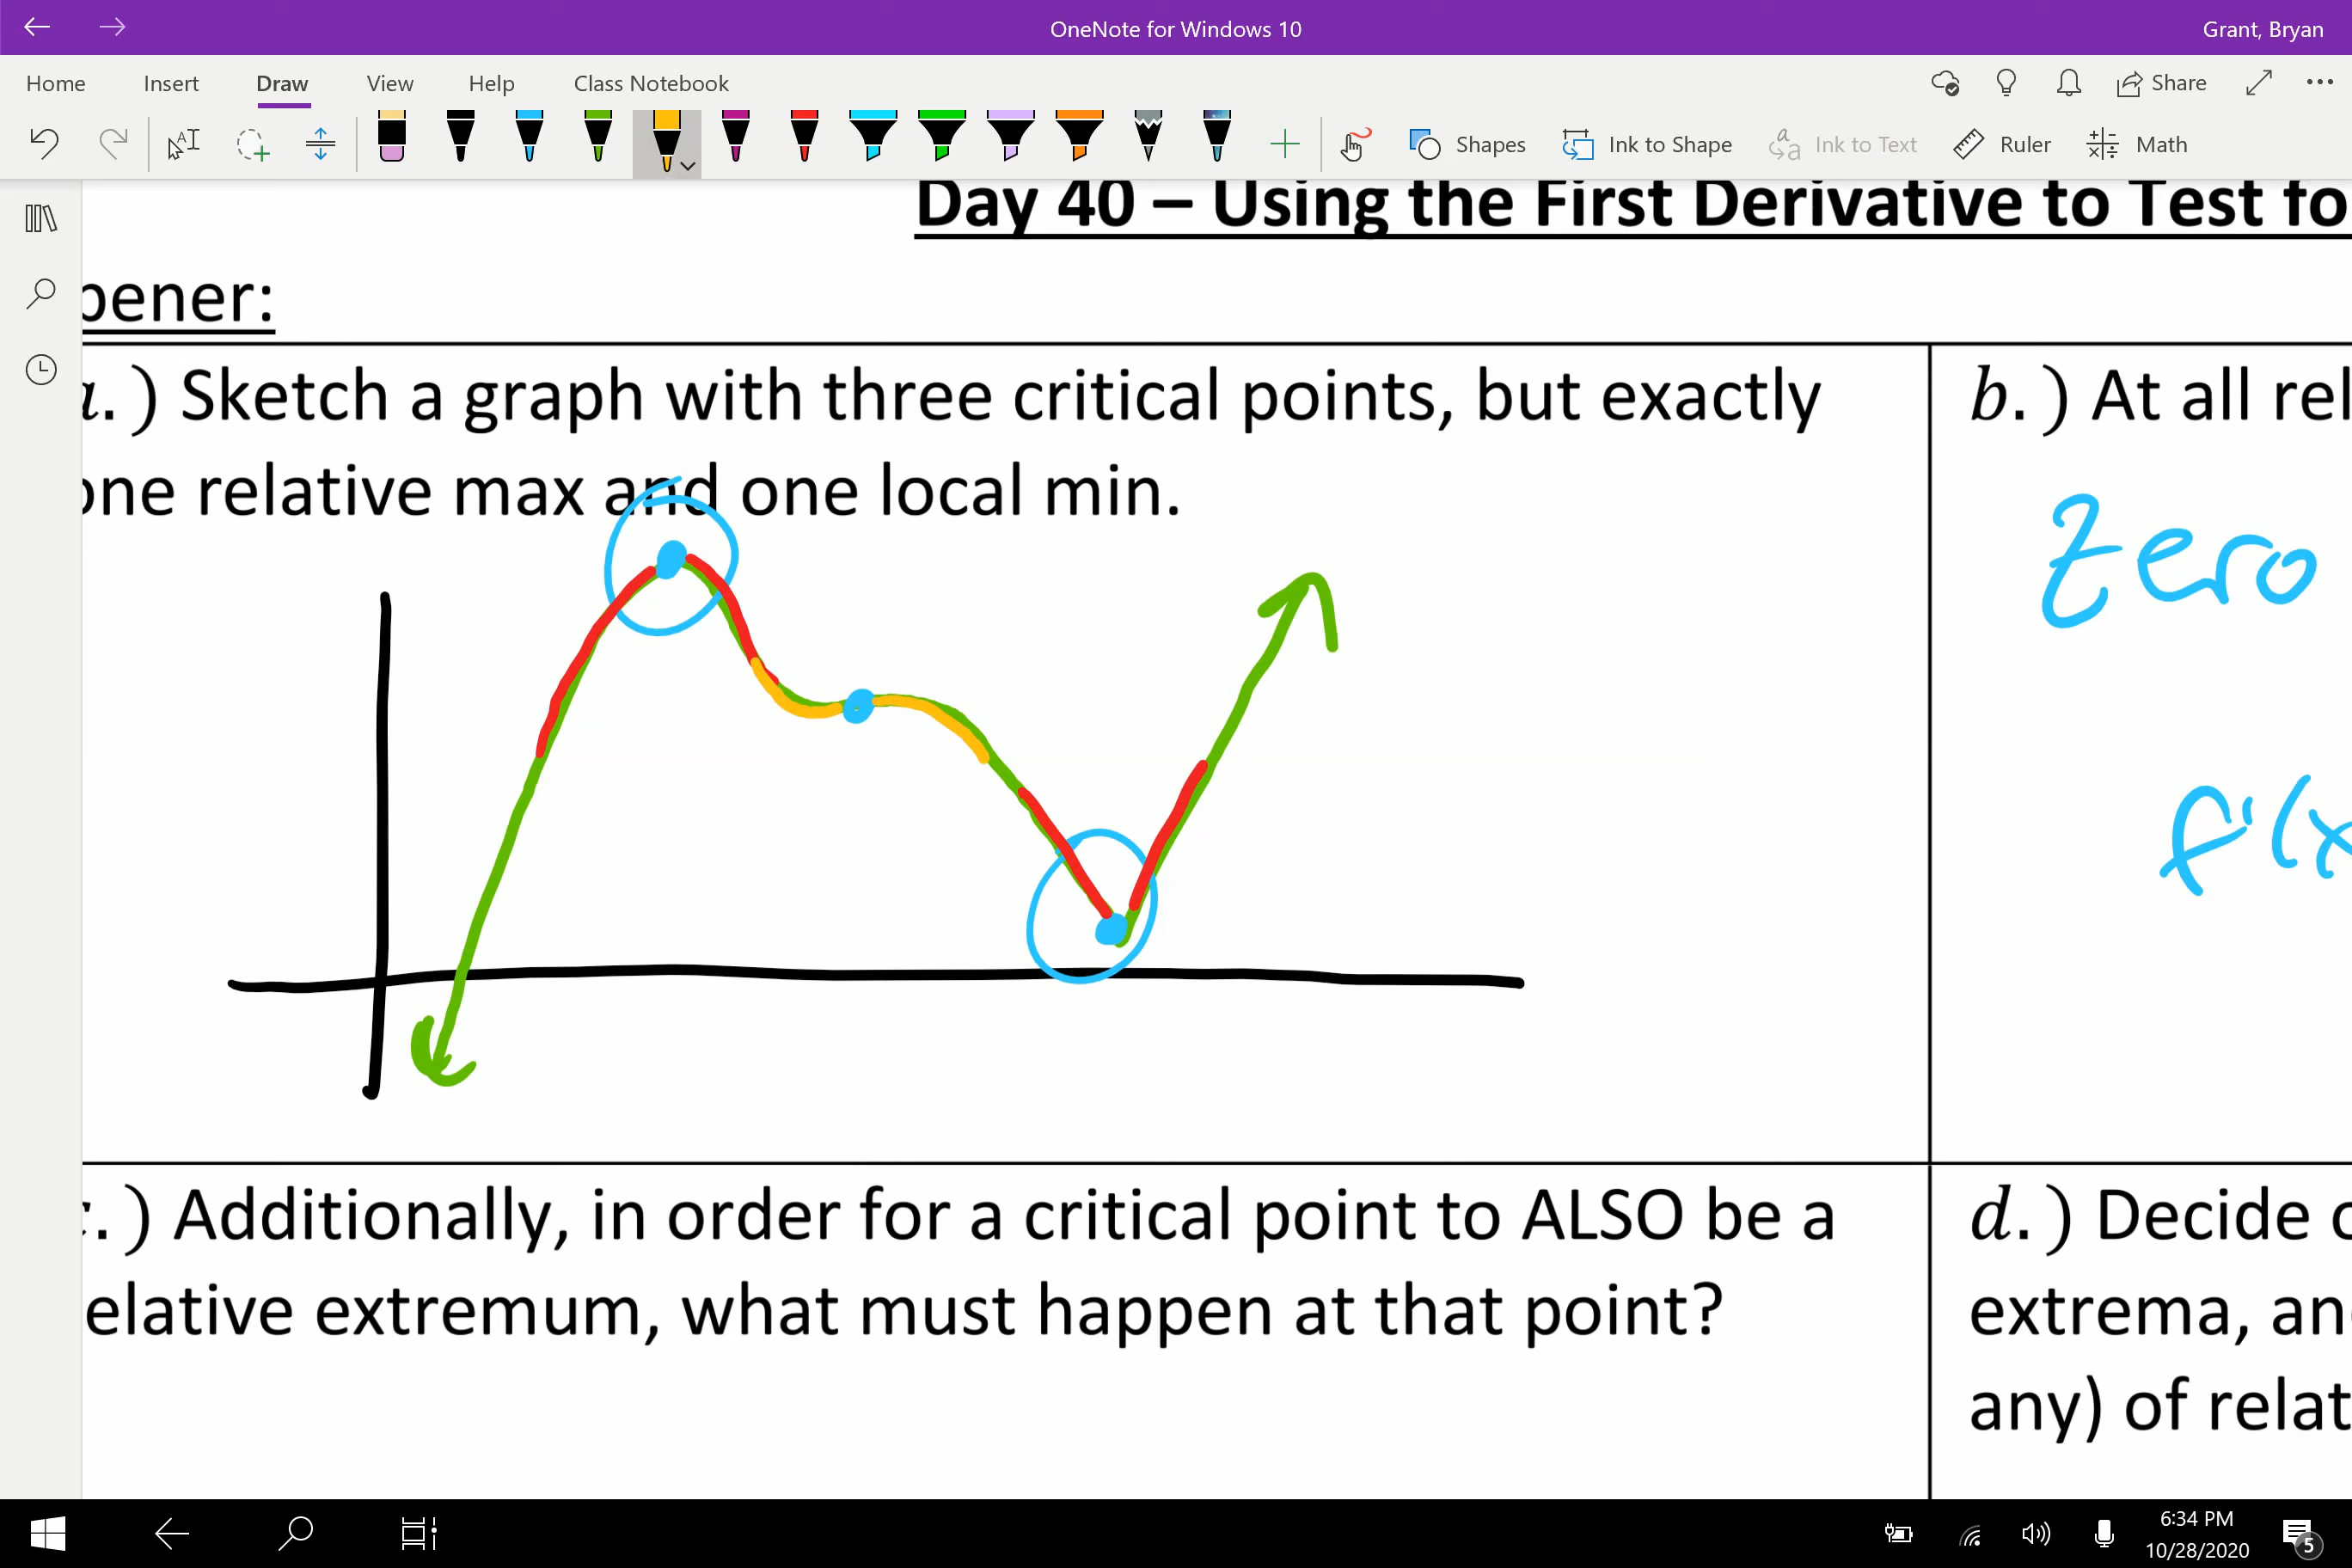 OneNote for Windows 10
Grant, Bryan
Home Insert Draw View Help Class Notebook
Share
Shapes Ink to Shape Ink to Text Ruler Math
Day 40 – Using the First Derivative to Test fo
pener:
a.) Sketch a graph with three critical points, but exactly
one relative max and one local min.
b.) At all rel
zero
f'(x
c.) Additionally, in order for a critical point to ALSO be a
elative extremum, what must happen at that point?
d.) Decide
extrema, an
any) of relat
6:34 PM
10/28/2020
5